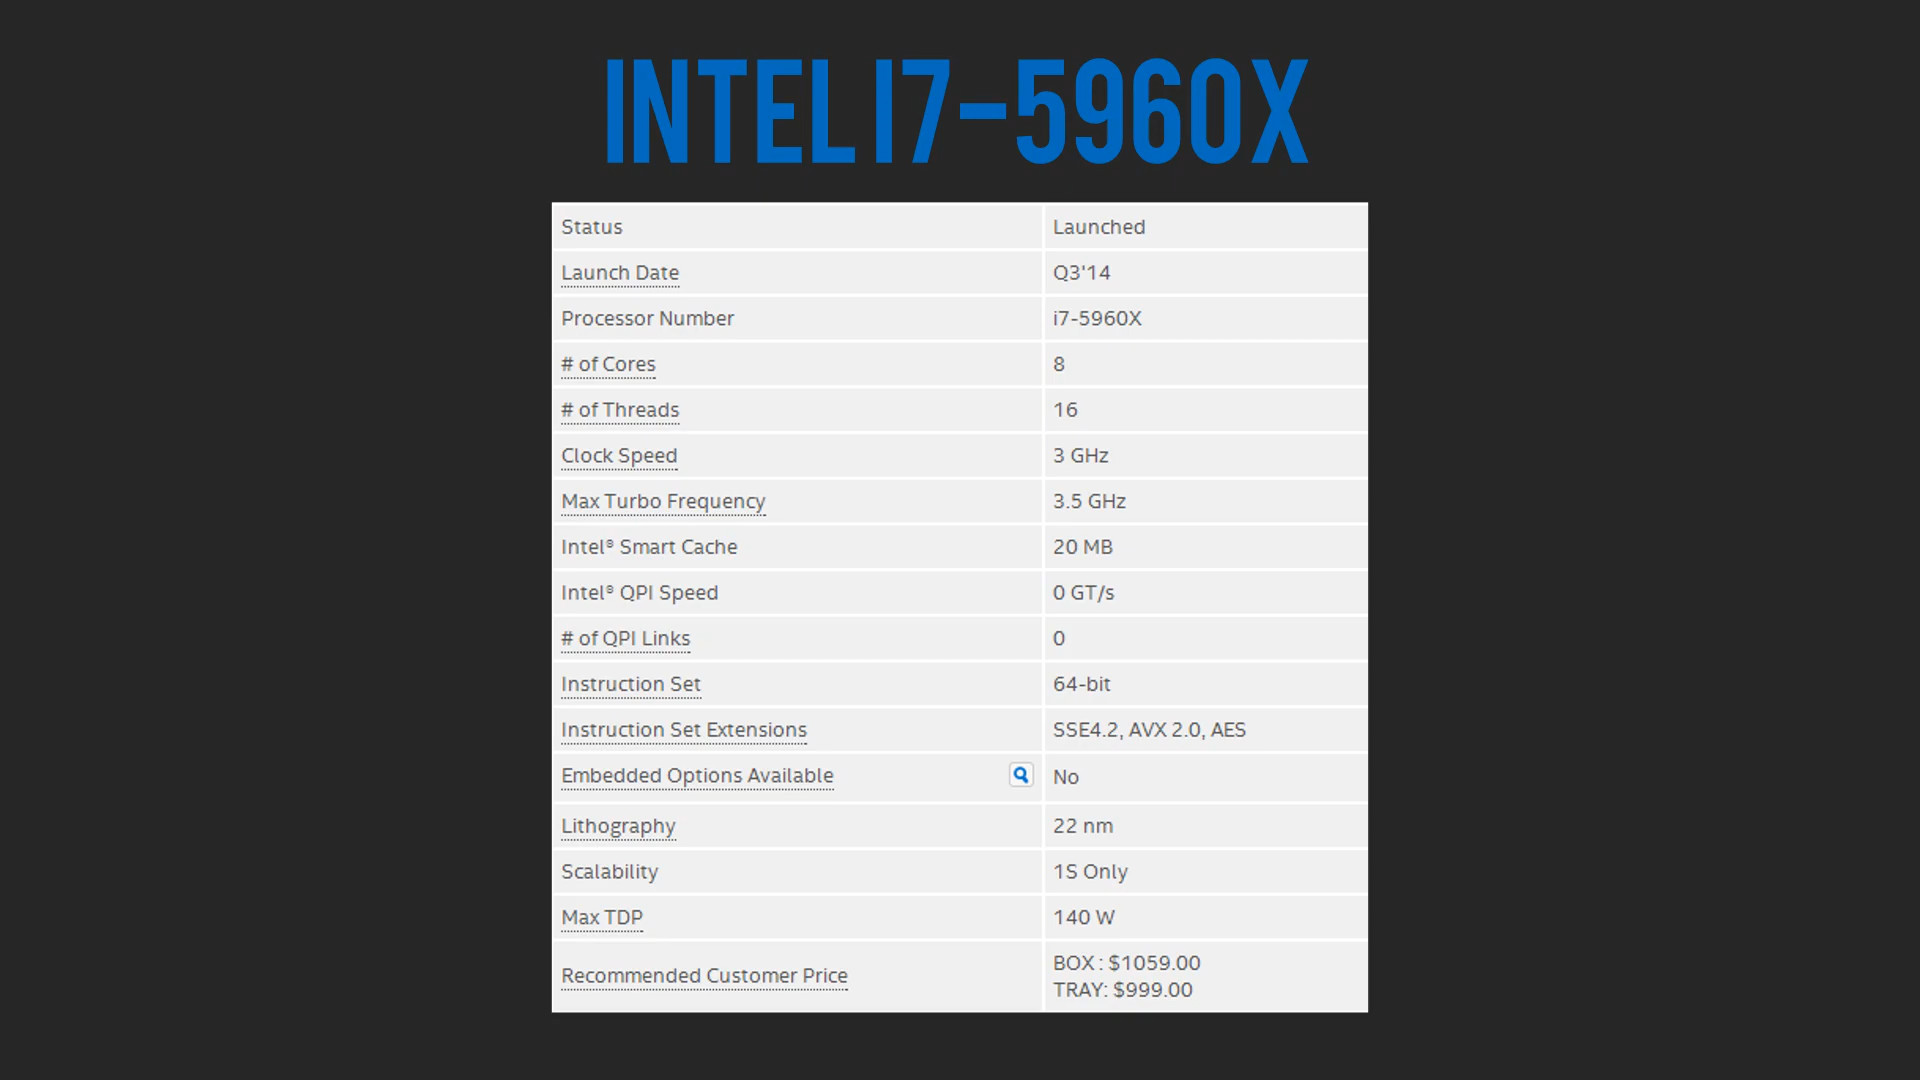 INTEL I7-5960X
Status Launched
Launch Date Q3'14
Processor Number i7-5960X
# of Cores 8
# of Threads 16
Clock Speed 3 GHz
Max Turbo Frequency 3.5 GHz
Intel® Smart Cache 20 MB
Intel® QPI Speed 0 GT/s
# of QPI Links 0
Instruction Set 64-bit
Instruction Set Extensions SSE4.2, AVX 2.0, AES
Embedded Options Available No
Lithography 22 nm
Scalability 1S Only
Max TDP 140 W
Recommended Customer Price BOX : $1059.00
TRAY: $999.00